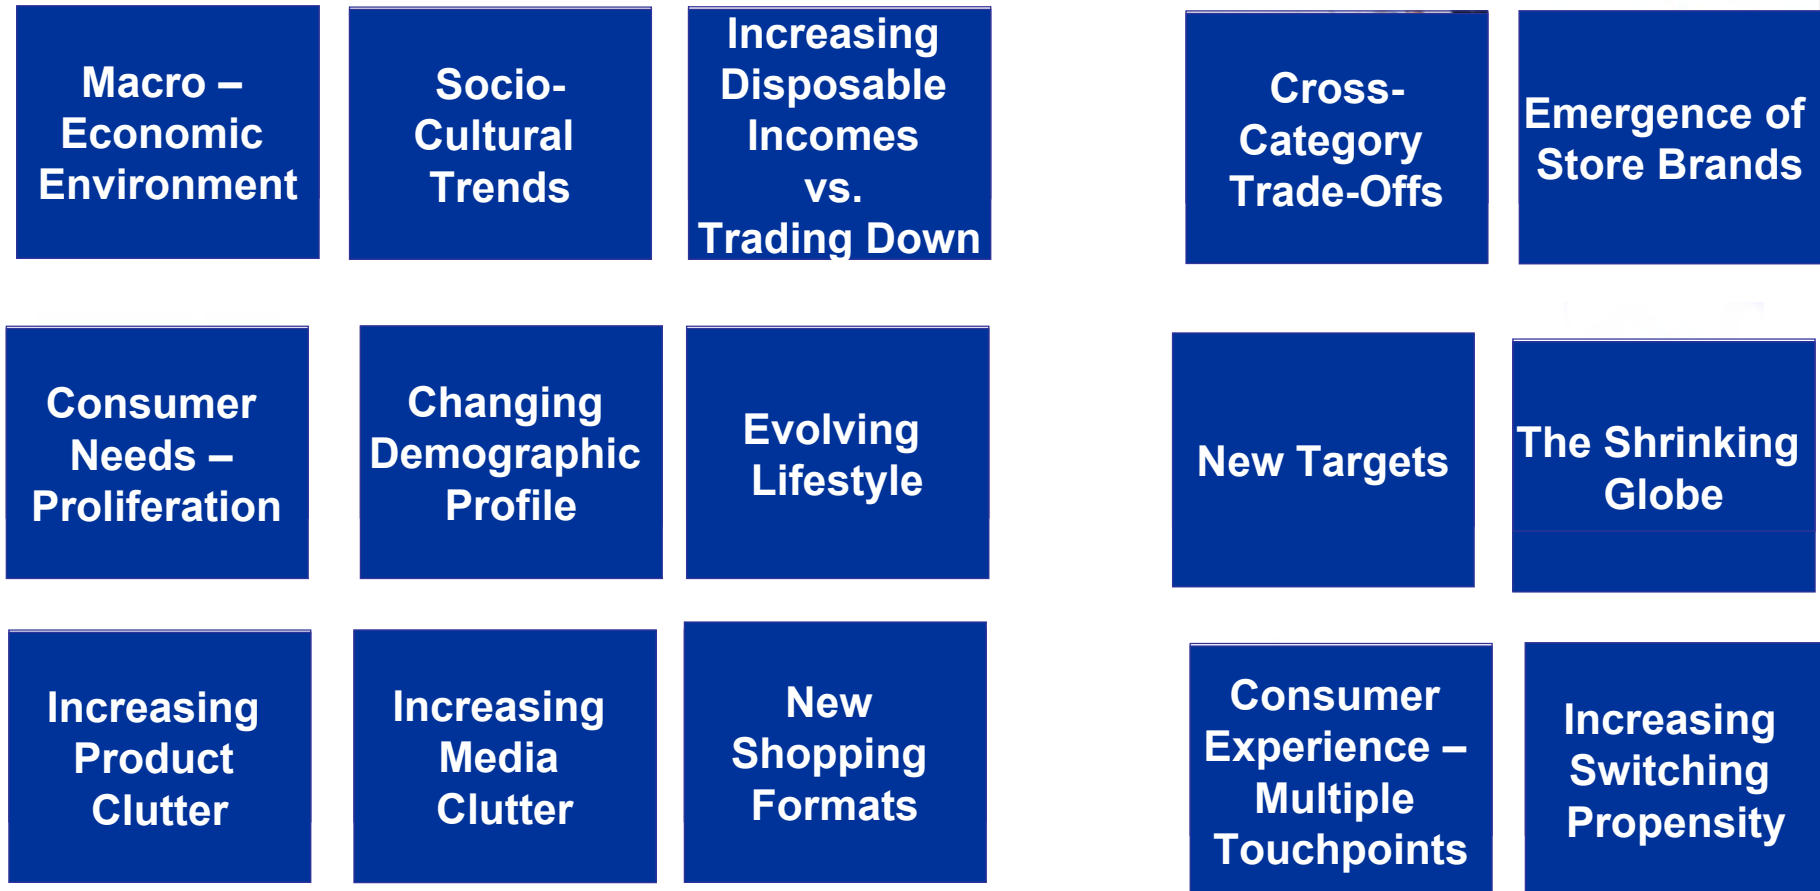 Macro –
Economic
Environment
Socio-
Cultural
Trends
Increasing
Disposable
Incomes
vs.
Trading Down
Cross-
Category
Trade-Offs
Emergence of
Store Brands
Consumer
Needs –
Proliferation
Changing
Demographic
Profile
Evolving
Lifestyle
New Targets
The Shrinking
Globe
Increasing
Product
Clutter
Increasing
Media
Clutter
New
Shopping
Formats
Consumer
Experience –
Multiple
Touchpoints
Increasing
Switching
Propensity